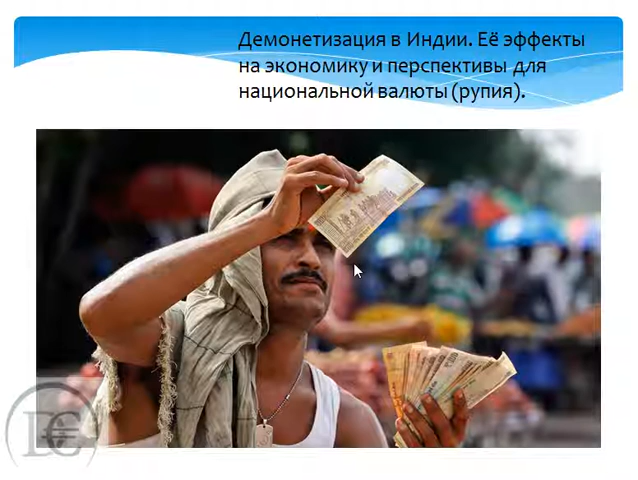 Демонетизация в Индии. Её эффекты
на экономику и перспективы для
национальной валюты (рупия).